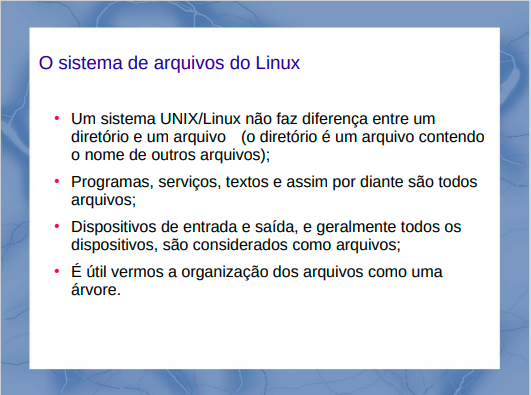 O sistema de arquivos do Linux
• Um sistema UNIX/Linux não faz diferença entre um
diretório e um arquivo (o diretório é um arquivo contendo
o nome de outros arquivos);
• Programas, serviços, textos e assim por diante são todos
arquivos;
• Dispositivos de entrada e saída, e geralmente todos os
dispositivos, são considerados como arquivos;
• É útil vermos a organização dos arquivos como uma
árvore.